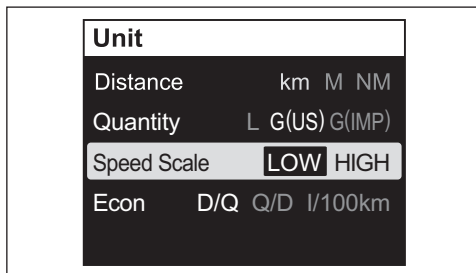 Unit
Distance km M NM
Quantity L G(US) G(IMP)
Speed Scale LOW HIGH
Econ D/Q Q/D l/100km